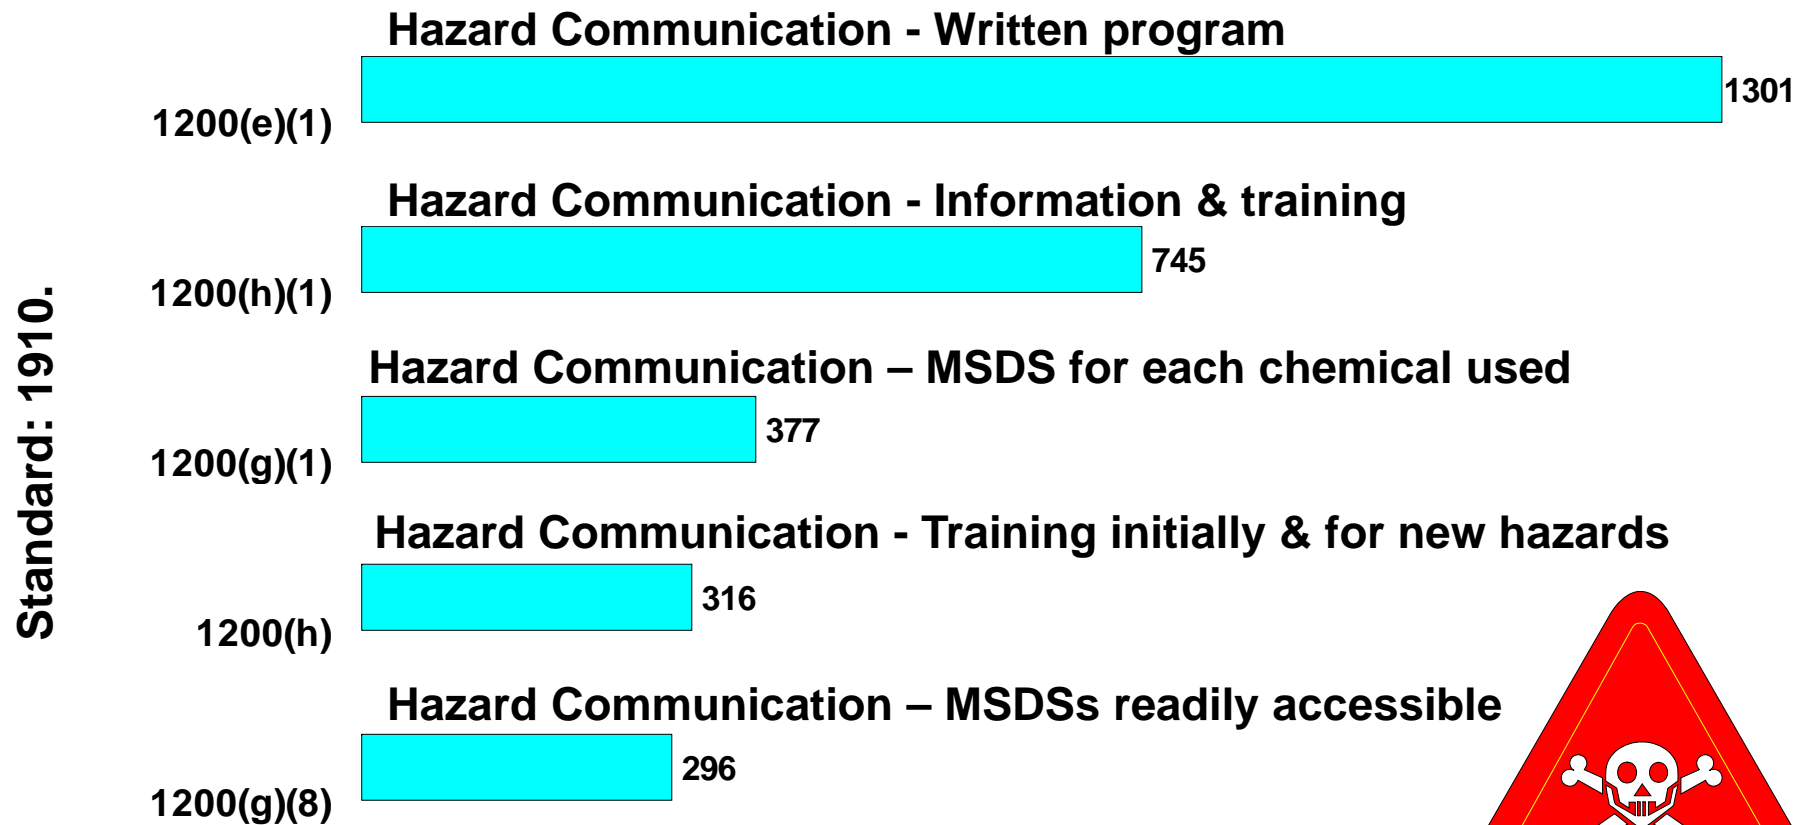 Standard: 1910.
Hazard Communication - Written program
1200(e)(1) 1301
Hazard Communication - Information & training
1200(h)(1) 745
Hazard Communication – MSDS for each chemical used
1200(g)(1) 377
Hazard Communication - Training initially & for new hazards
1200(h) 316
Hazard Communication – MSDSs readily accessible
1200(g)(8) 296